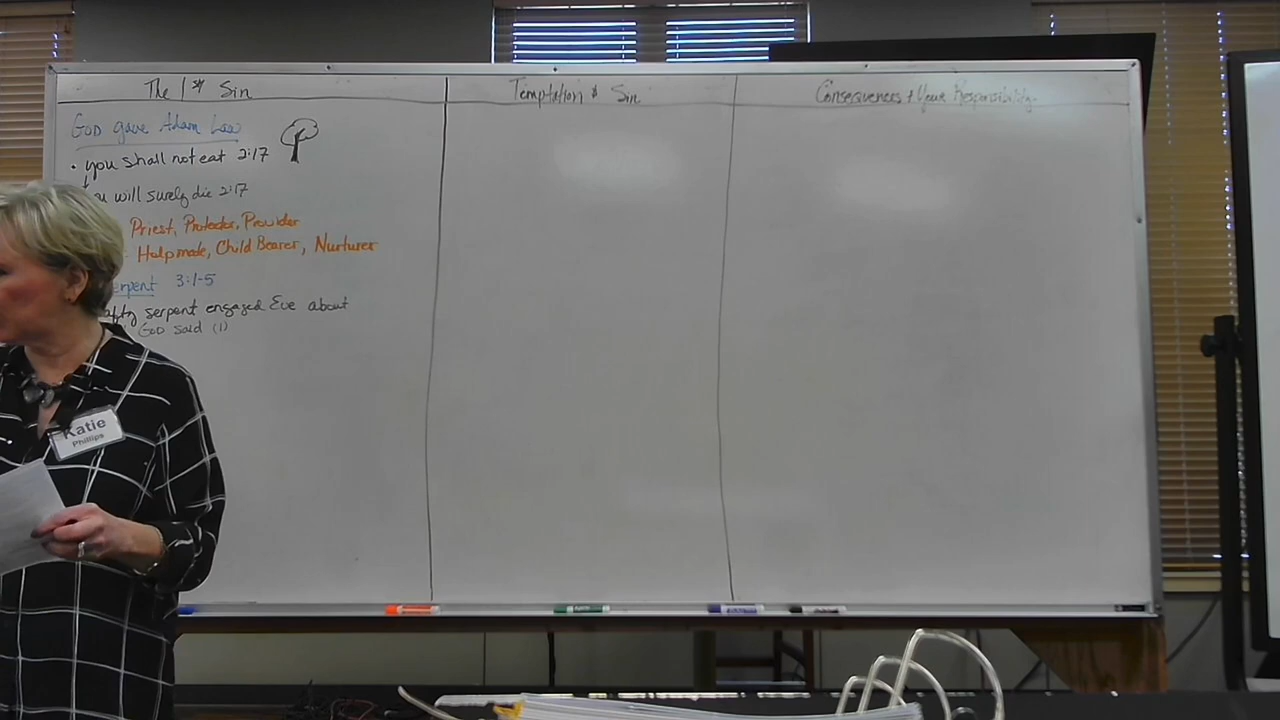 The 1st Sin
Temptation & Sin
Consequences + Your Responsibility
God gave Adam Law
• you shall not eat 2:17
will surely die 2:17
Priest, Protector, Provider
Helpmate, Child Bearer, Nurturer
erpent 3:1-5
afty serpent engaged Eve about
God said (1)
Katie
Phillips